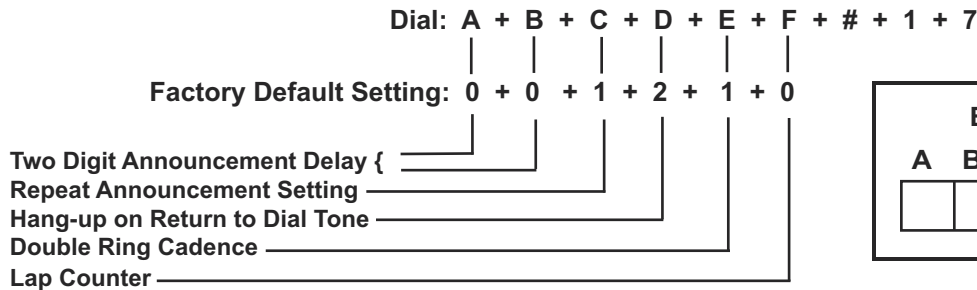 Dial: A + B + C + D + E + F + # + 1 + 7
Factory Default Setting: 0 + 0 + 1 + 2 + 1 + 0
Two Digit Announcement Delay {
Repeat Announcement Setting
Hang-up on Return to Dial Tone
Double Ring Cadence
Lap Counter
A B